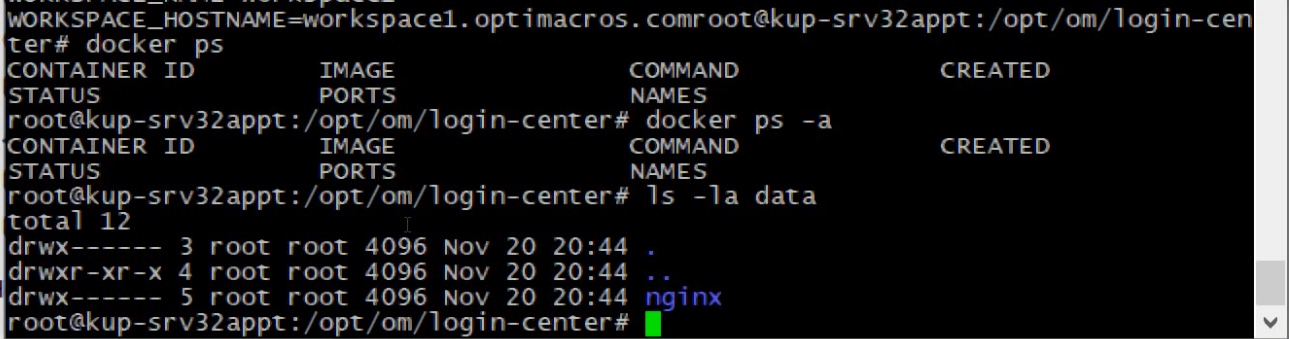 WORKSPACE_HOSTNAME=workspace1.optimacros.comroot@kup-srv32appt:/opt/om/login-cen
ter# docker ps
CONTAINER ID IMAGE COMMAND CREATED
STATUS PORTS NAMES
root@kup-srv32appt:/opt/om/login-center# docker ps -a
CONTAINER ID IMAGE COMMAND CREATED
STATUS PORTS NAMES
root@kup-srv32appt:/opt/om/login-center# ls -la data
total 12
drwx------ 3 root root 4096 Nov 20 20:44 .
drwxr-xr-x 4 root root 4096 Nov 20 20:44 ..
drwx------ 5 root root 4096 Nov 20 20:44 nginx
root@kup-srv32appt:/opt/om/login-center#